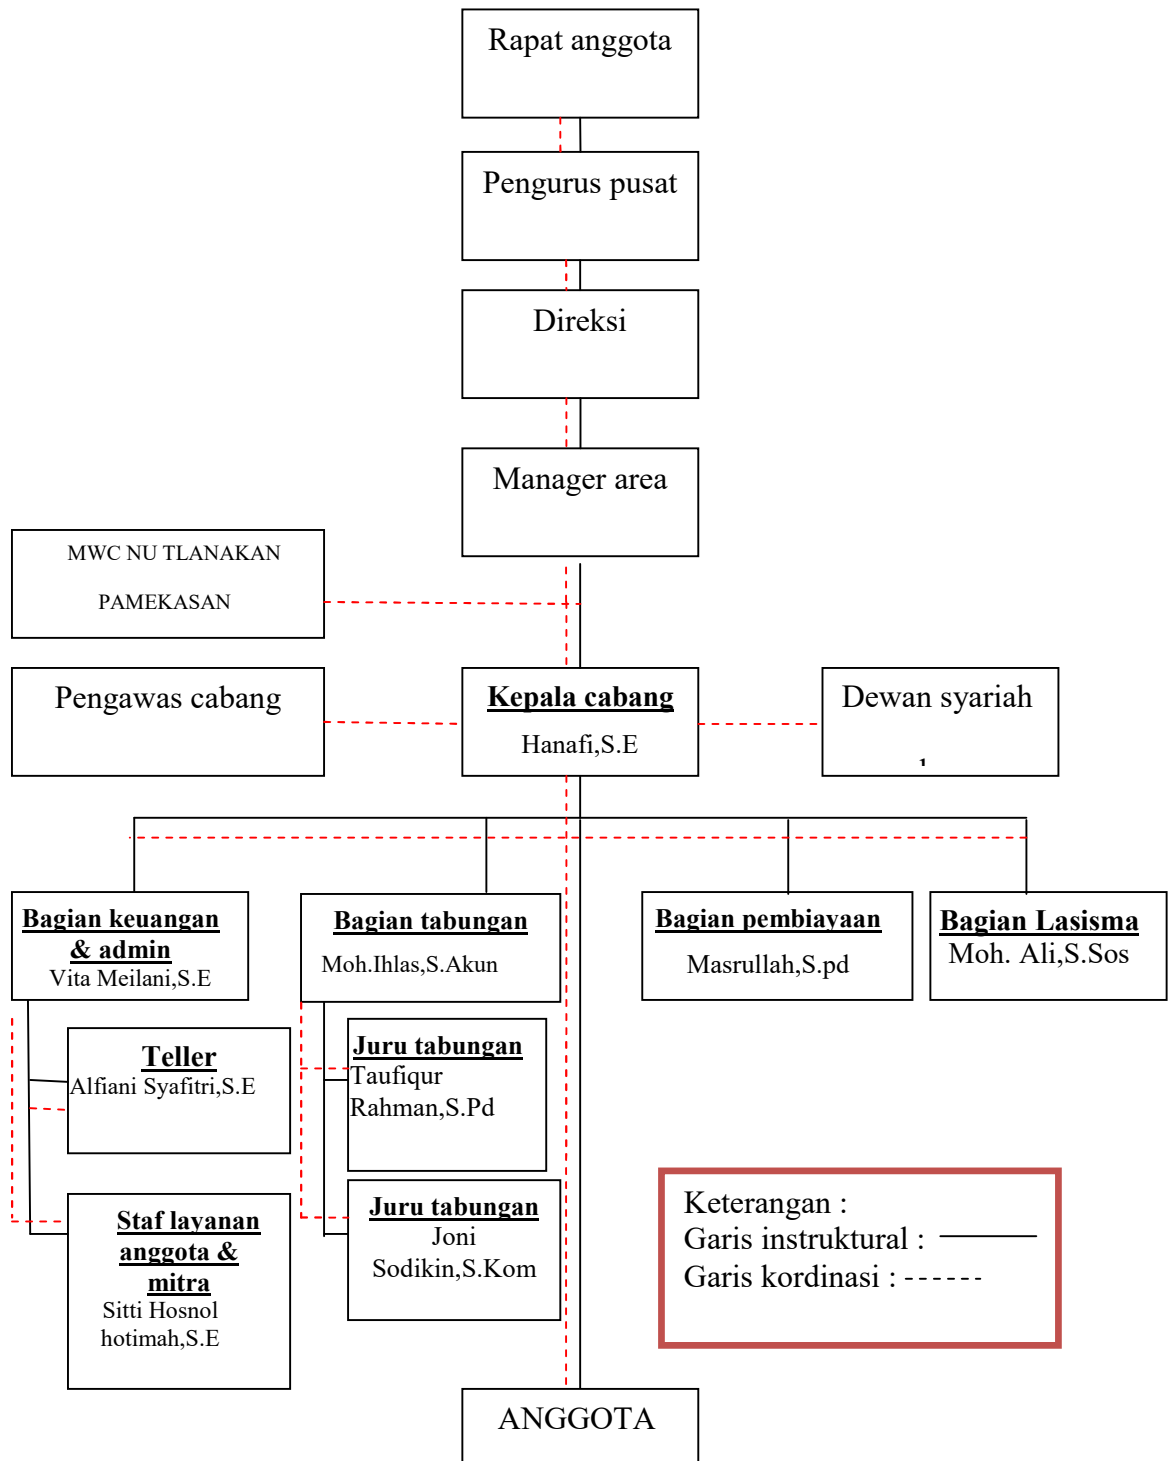 Rapat anggota
Pengurus pusat
Direksi
Manager area
MWC NU TLANAKAN
PAMEKASAN
Pengawas cabang
Kepala cabang
Hanafi,S.E
Dewan syariah
Bagian keuangan
& admin
Vita Meilani,S.E
Bagian tabungan
Moh.Ihlas,S.Akun
Bagian pembiayaan
Masrullah,S.pd
Bagian Lasisma
Moh. Ali,S.Sos
Teller
Alfiani Syafitri,S.E
Juru tabungan
Taufiqur
Rahman,S.Pd
Staf layanan
anggota &
mitra
Sitti Hosnol
hotimah,S.E
Juru tabungan
Joni
Sodikin,S.Kom
Keterangan :
Garis instruktural :
Garis kordinasi : ------
ANGGOTA